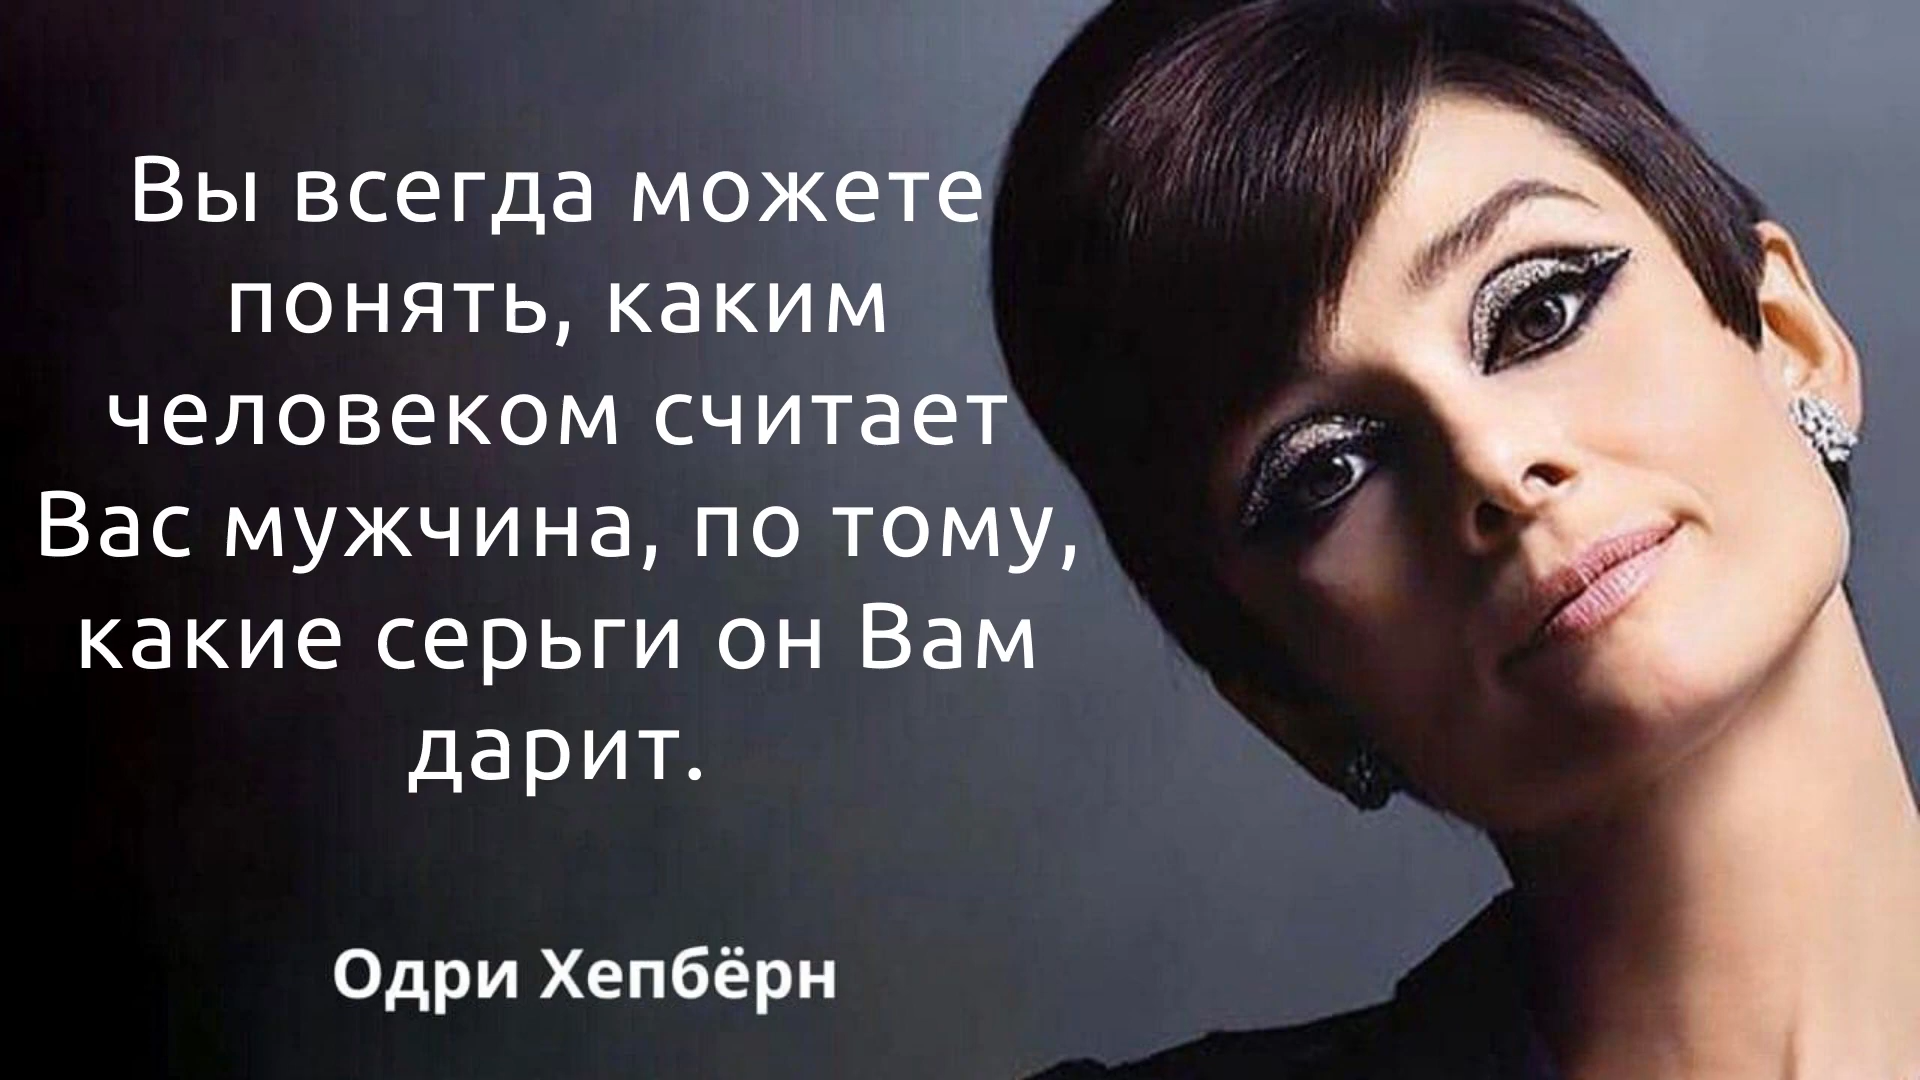 Вы всегда можете
понять, каким
человеком считает
Вас мужчина, по тому,
какие серьги он Вам
дарит.
Одри Хепбёрн